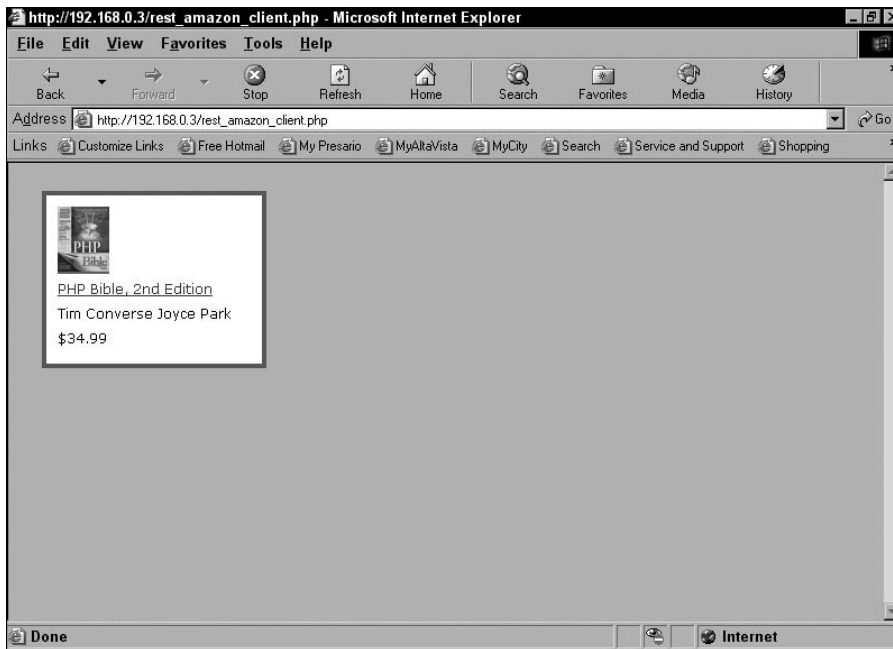 http://192.168.0.3/rest_amazon_client.php - Microsoft Internet Explorer
File Edit View Favorites Tools Help
Back Forward Stop Refresh Home Search Favorites Media History
Address http://192.168.0.3/rest_amazon_client.php Go
Links Customize Links Free Hotmail My Presario MyAltaVista MyCity Search Service and Support Shopping
PHP
Bible
PHP Bible, 2nd Edition
Tim Converse Joyce Park
$34.99
Done Internet